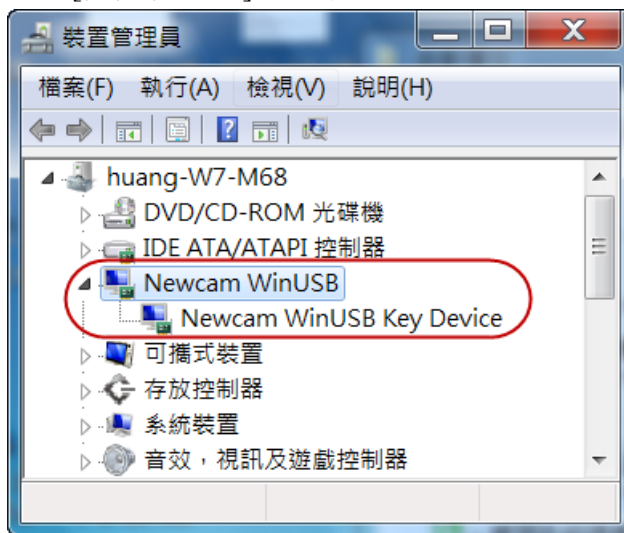 裝置管理員
檔案(F) 執行(A) 檢視(V) 說明(H)
huang-W7-M68
DVD/CD-ROM 光碟機
IDE ATA/ATAPI 控制器
Newcam WinUSB
Newcam WinUSB Key Device
可攜式裝置
存放控制器
系統裝置
音效，視訊及遊戲控制器